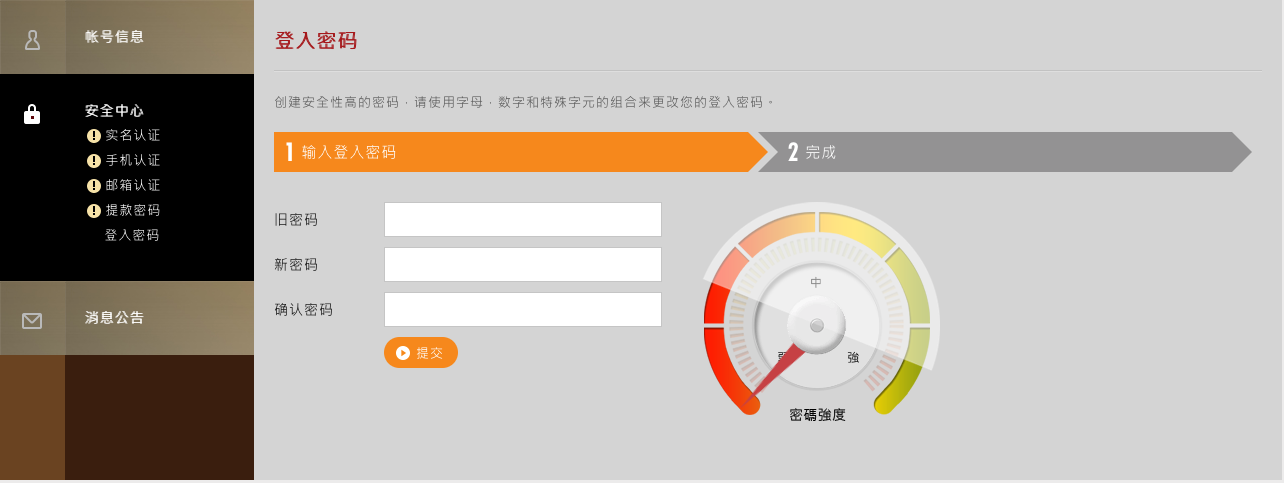 帐号信息
安全中心
实名认证
手机认证
邮箱认证
提款密码
登入密码
消息公告
登入密码
创建安全性高的密码,请使用字母,数字和特殊字元的组合来更改您的登入密码。
1 输入登入密码
2 完成
旧密码
新密码
确认密码
提交
中
強
密碼強度